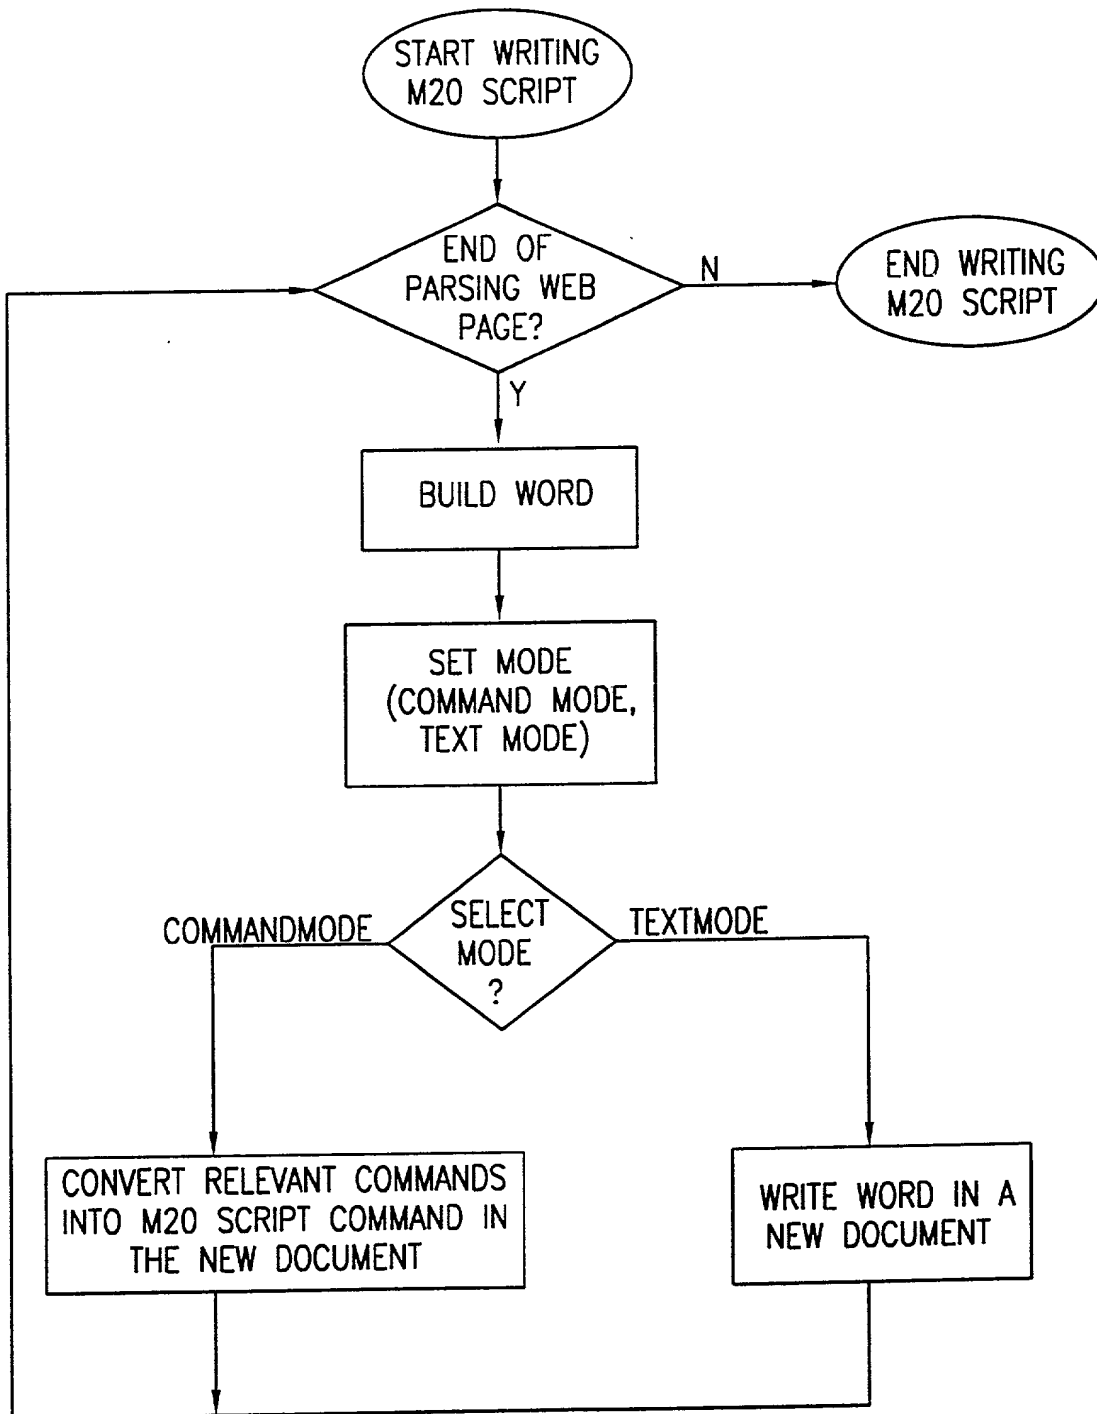 START WRITING
M20 SCRIPT
END OF
PARSING WEB
PAGE?
N
END WRITING
M20 SCRIPT
Y
BUILD WORD
SET MODE
(COMMAND MODE,
TEXT MODE)
COMMANDMODE
SELECT
MODE
?
TEXTMODE
CONVERT RELEVANT COMMANDS
INTO M20 SCRIPT COMMAND IN
THE NEW DOCUMENT
WRITE WORD IN A
NEW DOCUMENT